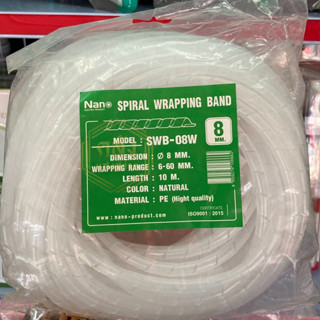 Nano
SPIRAL WRAPPING BAND
8
MM.
MODEL : SWB-08W
DIMENSION : Ø 8 MM.
WRAPPING RANGE : 6-60 MM.
LENGTH : 10 M.
COLOR : NATURAL
MATERIAL : PE (Hight quality)
www : nano-product.com
CERTIFICATE
ISO9001 : 2015